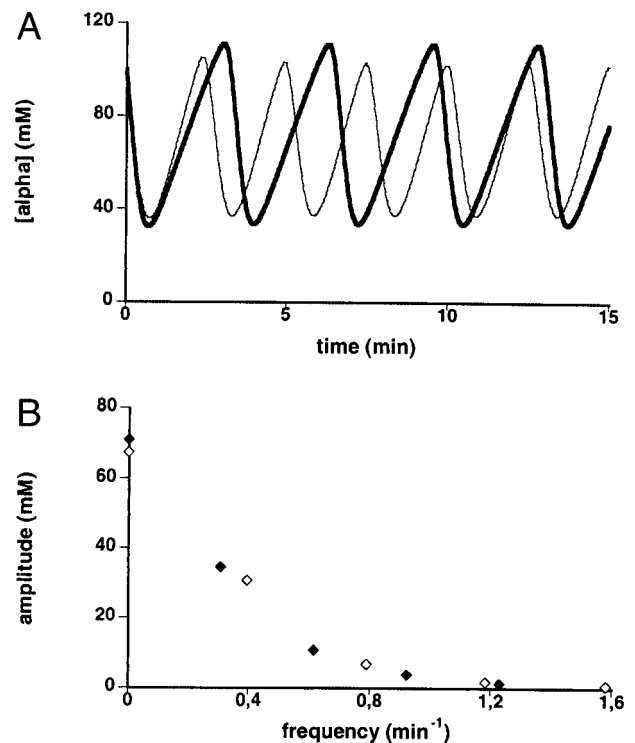 A
120
80
40
0
[alpha] (mM)
0 5 10 15
time (min)
B
80
60
40
20
0
amplitude (mM)
0 0,4 0,8 1,2 1,6
frequency (min-1)